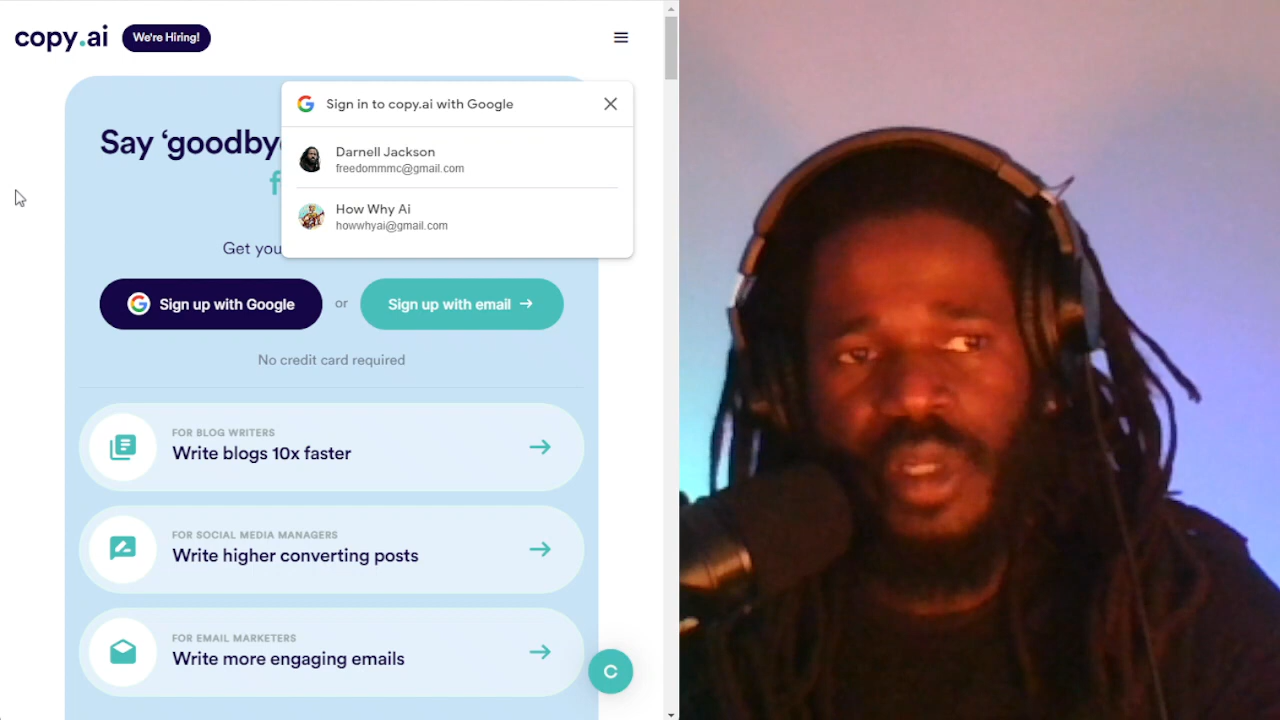 copy.ai
We're Hiring!
Sign in to copy.ai with Google
Say ‘goodby
f
Darnell Jackson
freedommmc@gmail.com
How Why Ai
howwhyai@gmail.com
Get you
Sign up with Google
or
Sign up with email →
No credit card required
FOR BLOG WRITERS
Write blogs 10x faster
FOR SOCIAL MEDIA MANAGERS
Write higher converting posts
FOR EMAIL MARKETERS
Write more engaging emails
C